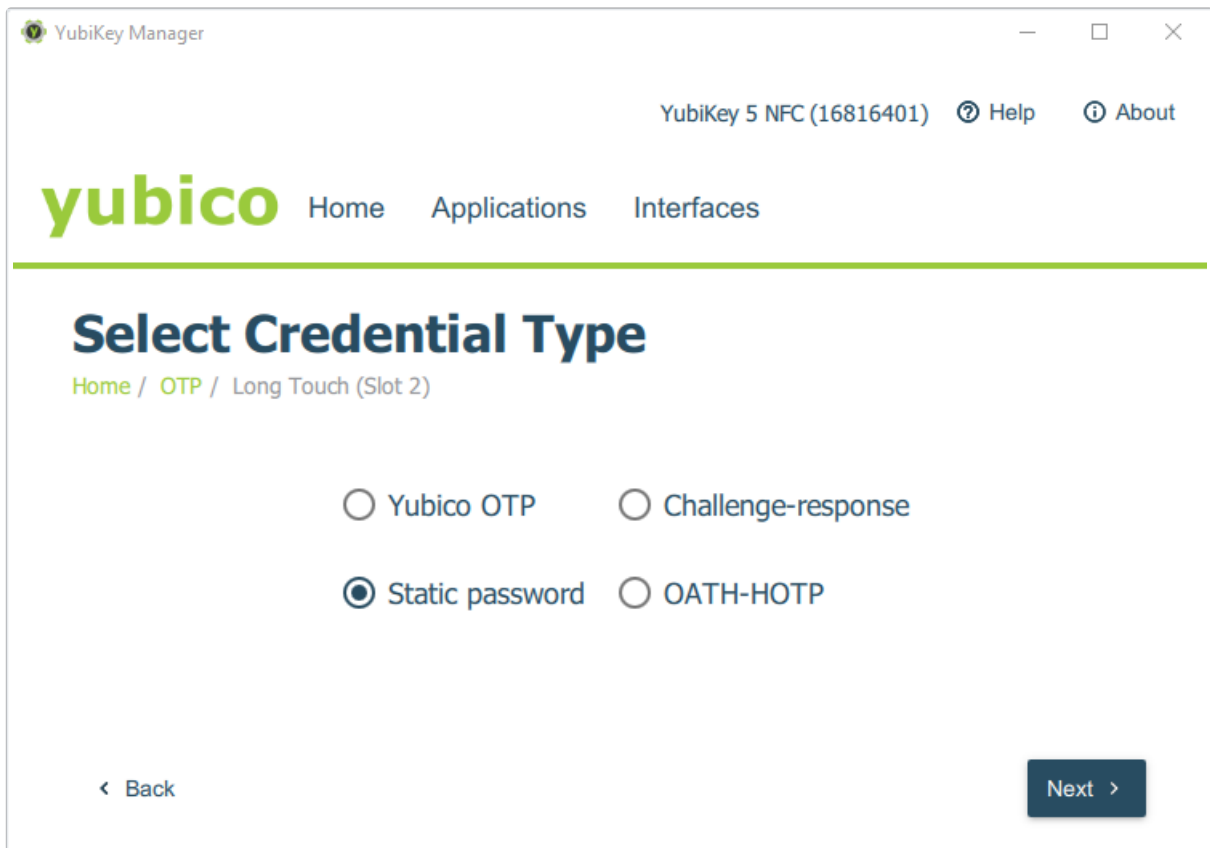 YubiKey Manager
YubiKey 5 NFC (16816401) Help About
yubico Home Applications Interfaces
Select Credential Type
Home / OTP / Long Touch (Slot 2)
Yubico OTP Challenge-response
Static password OATH-HOTP
Back Next